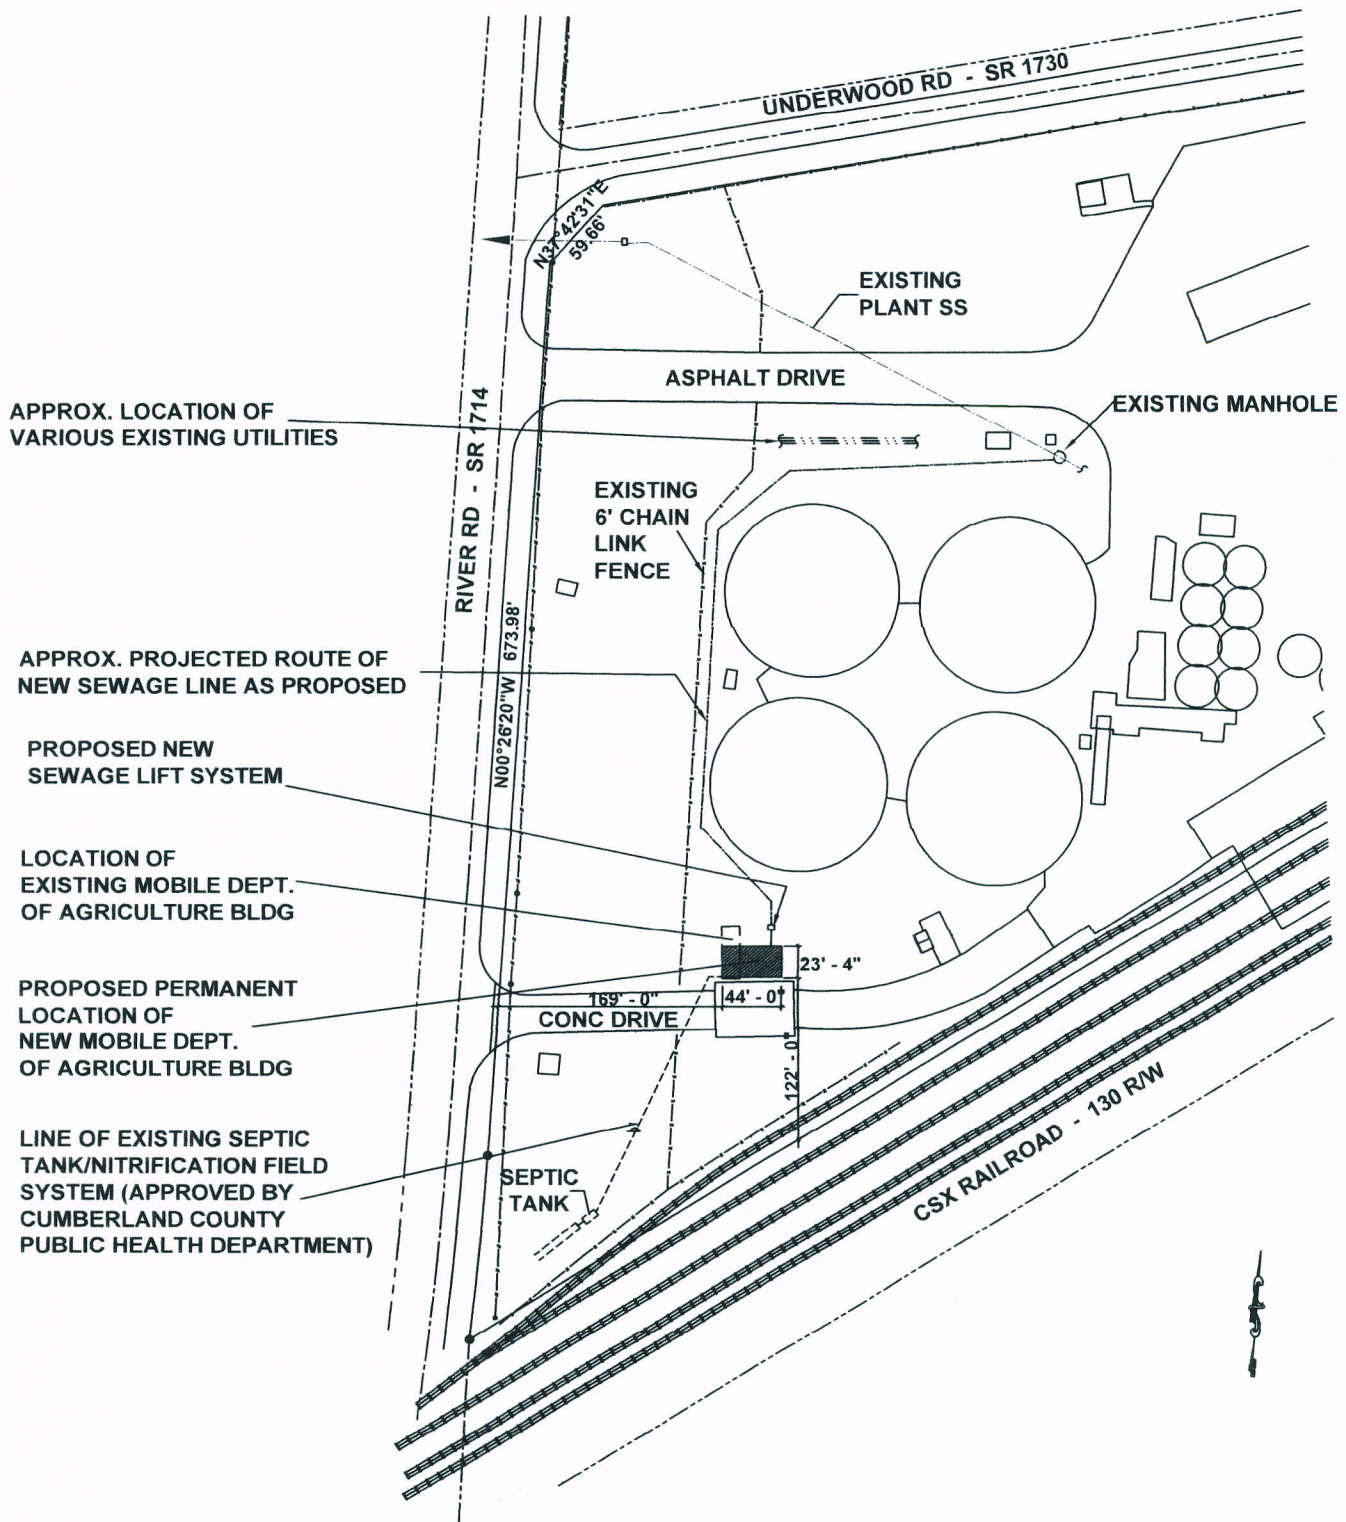 UNDERWOOD RD - SR 1730
N37°42'31"E
59.66'
EXISTING
PLANT SS
ASPHALT DRIVE
EXISTING MANHOLE
APPROX. LOCATION OF
VARIOUS EXISTING UTILITIES
RIVER RD - SR 1714
EXISTING
6' CHAIN
LINK
FENCE
N00°26'20"W 673.98'
APPROX. PROJECTED ROUTE OF
NEW SEWAGE LINE AS PROPOSED
PROPOSED NEW
SEWAGE LIFT SYSTEM
LOCATION OF
EXISTING MOBILE DEPT.
OF AGRICULTURE BLDG
23' - 4"
PROPOSED PERMANENT
LOCATION OF
NEW MOBILE DEPT.
OF AGRICULTURE BLDG
169' - 0"
44' - 0"
CONC DRIVE
122' - 0"
CSX RAILROAD - 130 R/W
LINE OF EXISTING SEPTIC
TANK/NITRIFICATION FIELD
SYSTEM (APPROVED BY
CUMBERLAND COUNTY
PUBLIC HEALTH DEPARTMENT)
SEPTIC
TANK